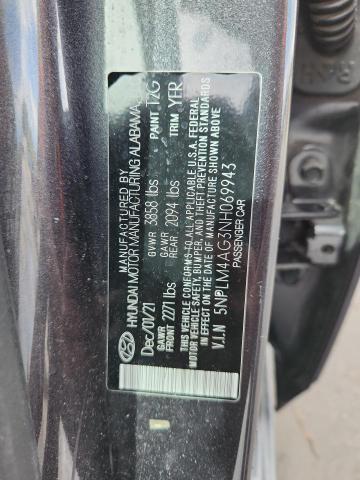 MANUFACTURED BY
HYUNDAI MOTOR MANUFACTURING ALABAMA,
Dec/01/21 GVWR 3858 lbs PAINT T2G
GAWR FRONT 2271 lbs GAWR REAR 2094 lbs TRIM YFR
THIS VEHICLE CONFORMS TO ALL APPLICABLE U.S.A. FEDERAL
MOTOR VEHICLE SAFETY, BUMPER, AND THEFT PREVENTION STANDARDS
IN EFFECT ON THE DATE OF MANUFACTURE SHOWN ABOVE
V.I.N 5NPLM4AG3NH069943
PASSENGER CAR